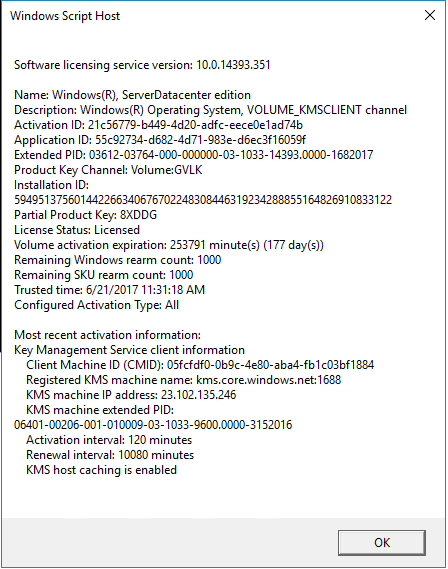 Windows Script Host
Software licensing service version: 10.0.14393.351
Name: Windows(R), ServerDatacenter edition
Description: Windows(R) Operating System, VOLUME_KMSCLIENT channel
Activation ID: 21c56779-b449-4d20-adfc-eece0e1ad74b
Application ID: 55c92734-d682-4d71-983e-d6ec3f16059f
Extended PID: 03612-03764-000-000000-03-1033-14393.0000-1682017
Product Key Channel: Volume:GVLK
Installation ID:
594951375601442266340676702248308446319234288855164826910833122
Partial Product Key: 8XDDG
License Status: Licensed
Volume activation expiration: 253791 minute(s) (177 day(s))
Remaining Windows rearm count: 1000
Remaining SKU rearm count: 1000
Trusted time: 6/21/2017 11:31:18 AM
Configured Activation Type: All
Most recent activation information:
Key Management Service client information
Client Machine ID (CMID): 05fcfdf0-0b9c-4e80-aba4-fb1c03bf1884
Registered KMS machine name: kms.core.windows.net:1688
KMS machine IP address: 23.102.135.246
KMS machine extended PID:
06401-00206-001-010009-03-1033-9600.0000-3152016
Activation interval: 120 minutes
Renewal interval: 10080 minutes
KMS host caching is enabled
OK